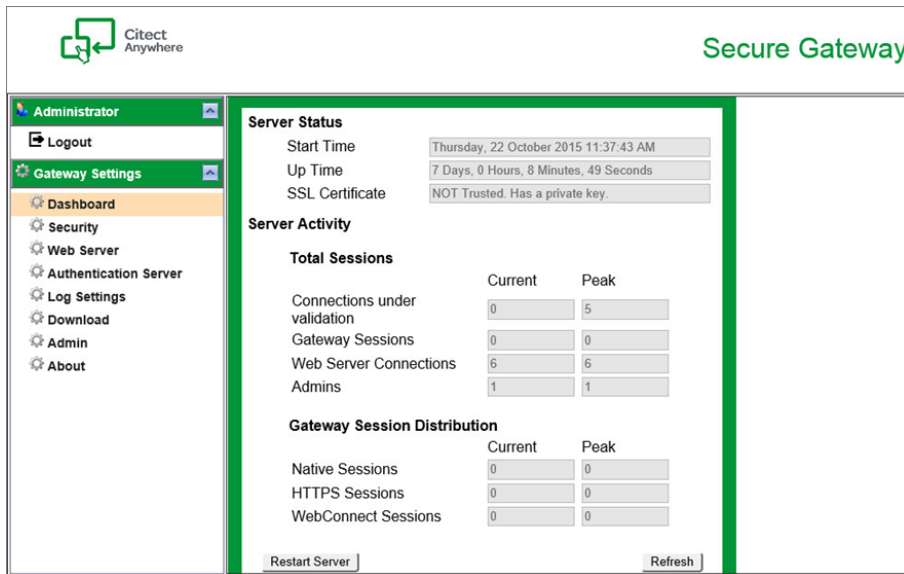 Citect
Anywhere
Secure Gateway
Administrator
Logout
Gateway Settings
Dashboard
Security
Web Server
Authentication Server
Log Settings
Download
Admin
About
Server Status
Start Time Thursday, 22 October 2015 11:37:43 AM
Up Time 7 Days, 0 Hours, 8 Minutes, 49 Seconds
SSL Certificate NOT Trusted. Has a private key.
Server Activity
Total Sessions
Current Peak
Connections under
validation 0 5
Gateway Sessions 0 0
Web Server Connections 6 6
Admins 1 1
Gateway Session Distribution
Current Peak
Native Sessions 0 0
HTTPS Sessions 0 0
WebConnect Sessions 0 0
Restart Server Refresh